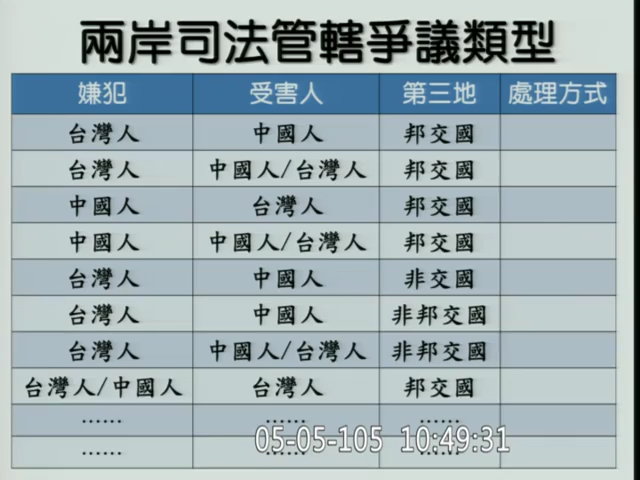 兩岸司法管轄爭議類型
嫌犯 受害人 第三地 處理方式
台灣人 中國人 邦交國
台灣人 中國人/台灣人 邦交國
中國人 台灣人 邦交國
中國人 中國人/台灣人 邦交國
台灣人 中國人 非交國
台灣人 中國人 非邦交國
台灣人 中國人/台灣人 非邦交國
台灣人/中國人 台灣人 邦交國
…… …… ……
…… …… ……
05-05-105 10:49:31